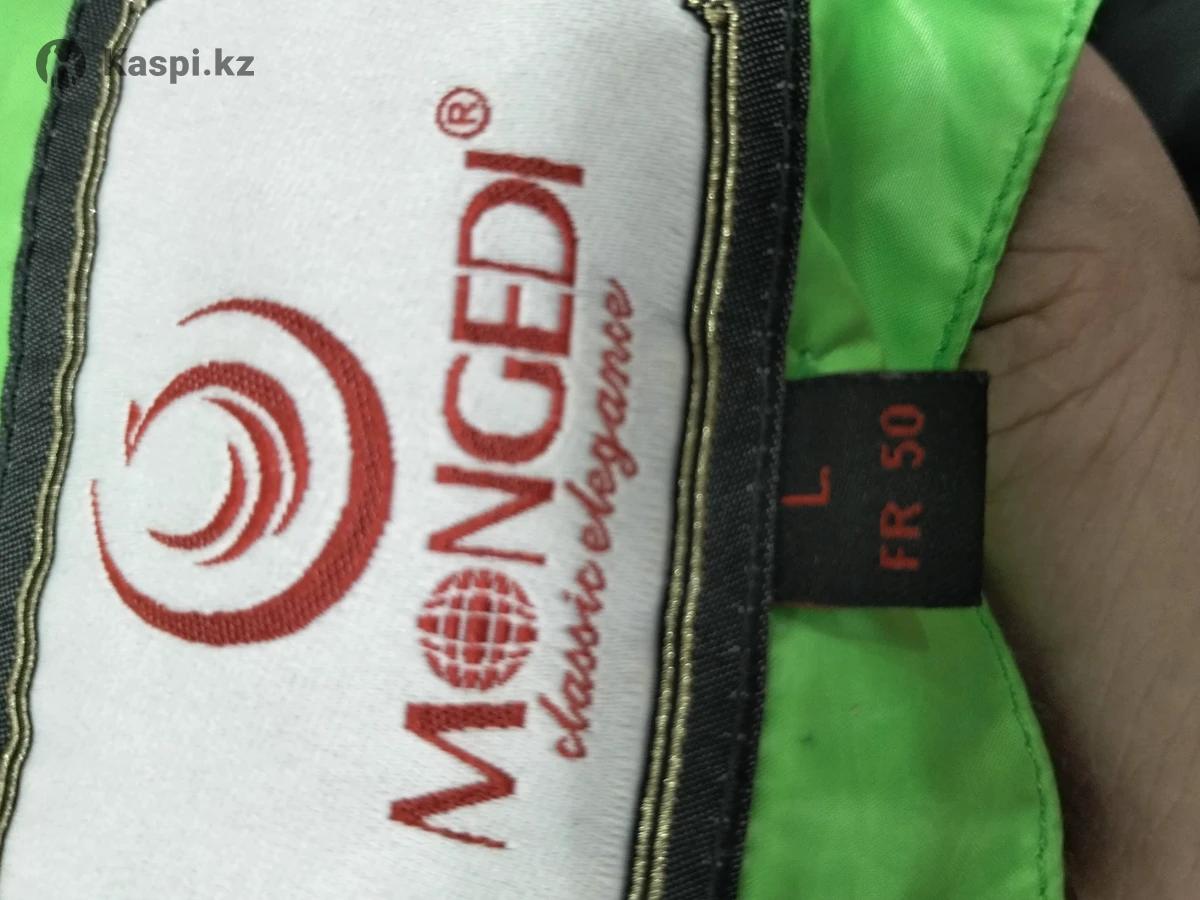 Kaspi.kz
MONGEDI®
classic elegance
L
FR 50